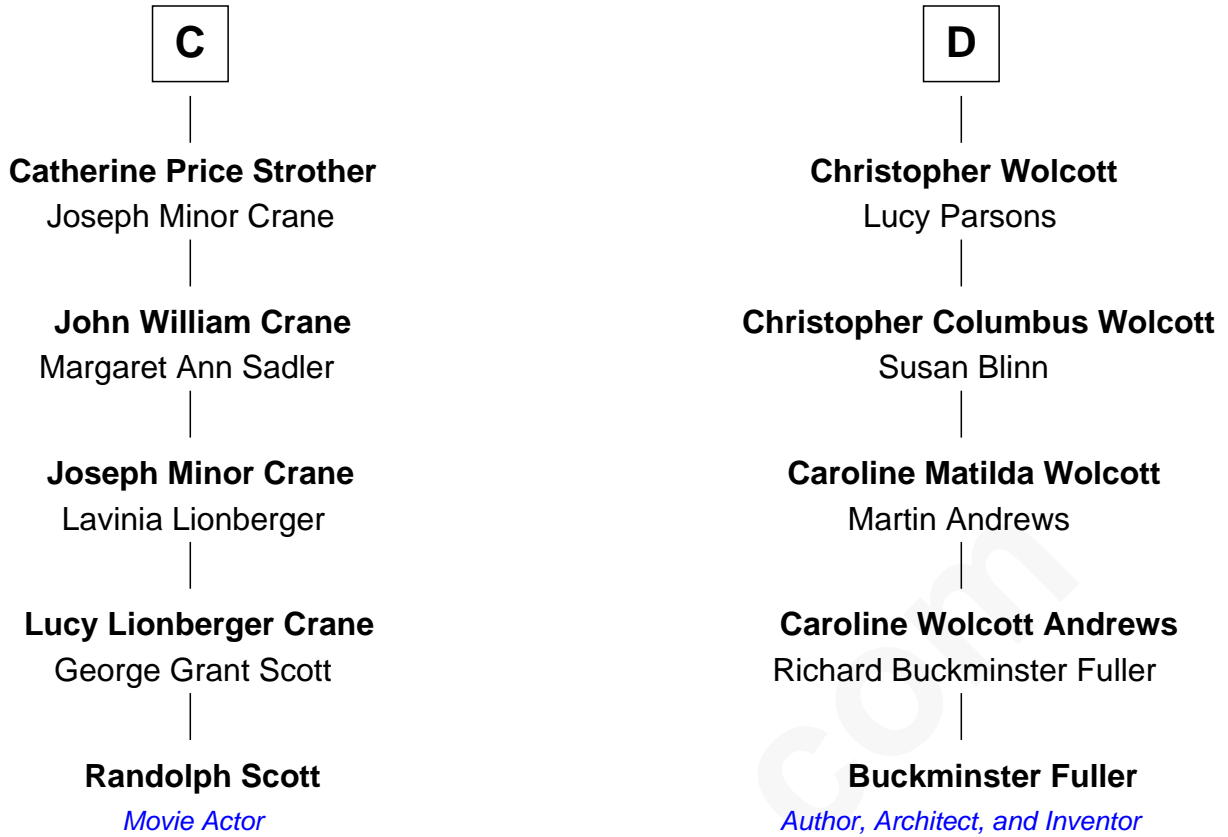 C
Catherine Price Strother
Joseph Minor Crane
John William Crane
Margaret Ann Sadler
Joseph Minor Crane
Lavinia Lionberger
Lucy Lionberger Crane
George Grant Scott
Randolph Scott
Movie Actor
D
Christopher Wolcott
Lucy Parsons
Christopher Columbus Wolcott
Susan Blinn
Caroline Matilda Wolcott
Martin Andrews
Caroline Wolcott Andrews
Richard Buckminster Fuller
Buckminster Fuller
Author, Architect, and Inventor
com